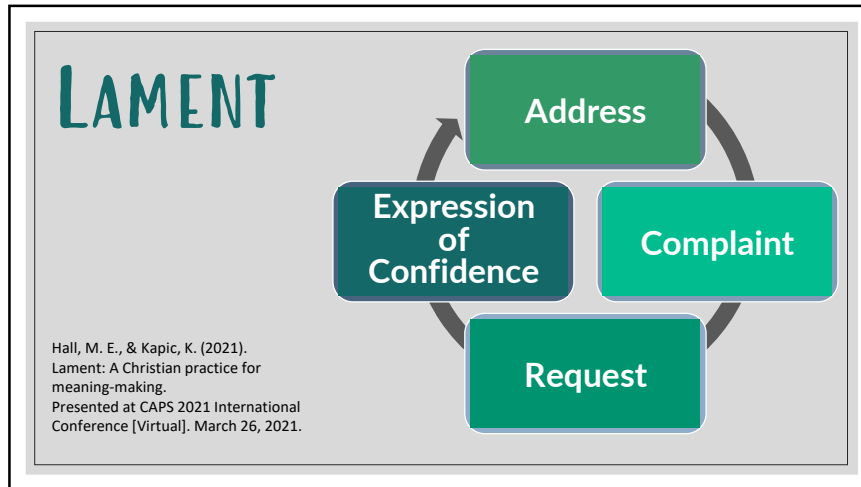 LAMENT
Address
Complaint
Request
Expression
of
Confidence
Hall, M. E., & Kapic, K. (2021).
Lament: A Christian practice for
meaning-making.
Presented at CAPS 2021 International
Conference [Virtual]. March 26, 2021.